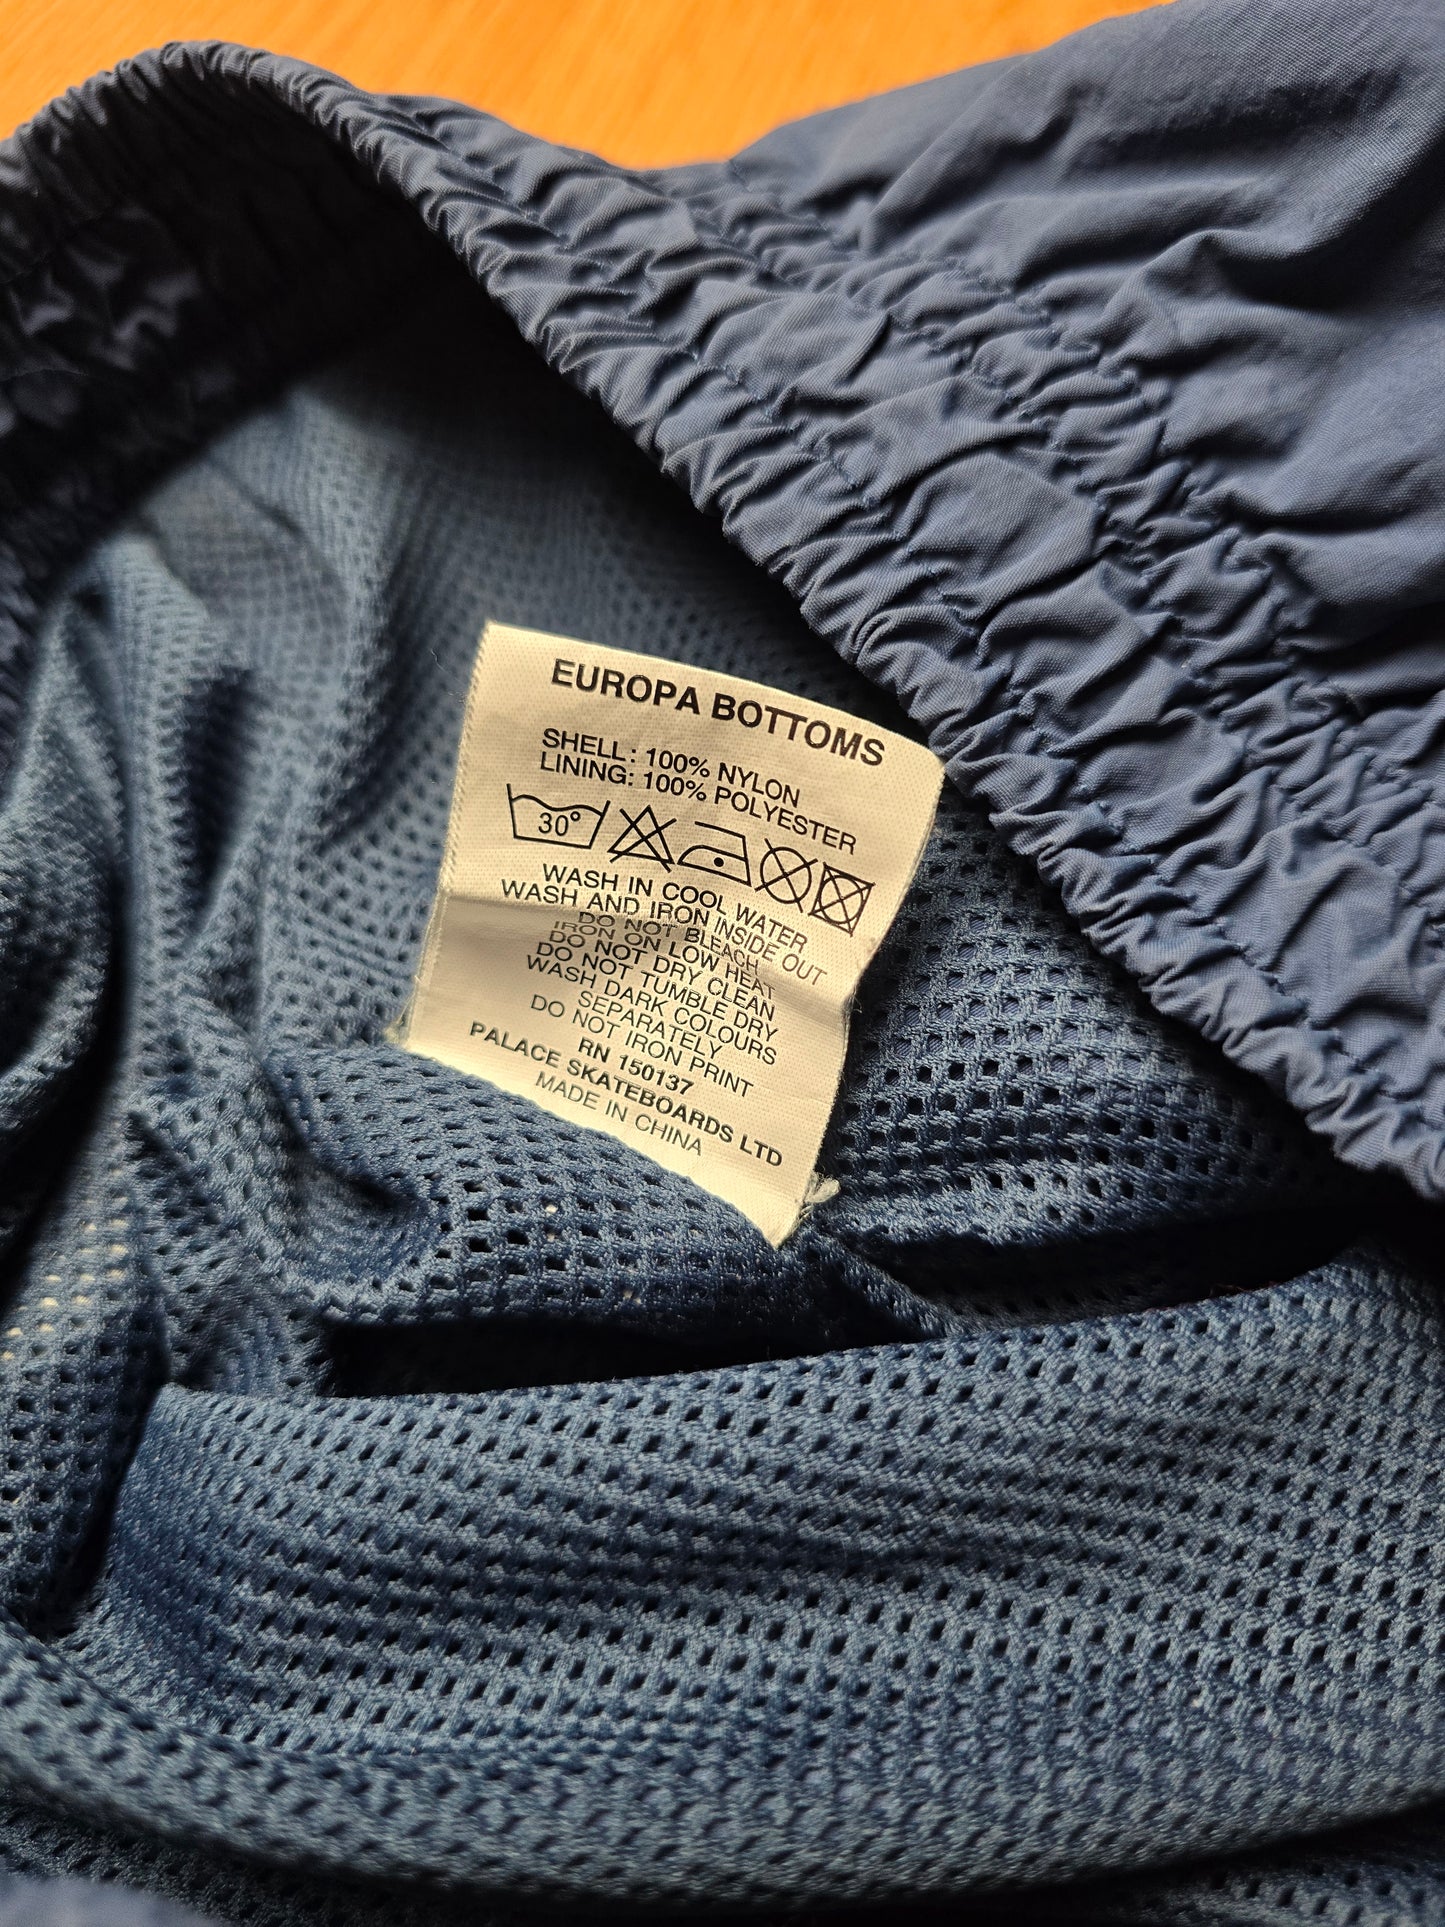 EUROPA BOTTOMS
SHELL: 100% NYLON
LINING: 100% POLYESTER
30°
WASH IN COOL WATER
WASH AND IRON INSIDE OUT
DO NOT BLEACH
IRON ON LOW HEAT
DO NOT DRY CLEAN
DO NOT TUMBLE DRY
WASH DARK COLOURS
SEPARATELY
DO NOT IRON PRINT
RN 150137
PALACE SKATEBOARDS LTD
MADE IN CHINA